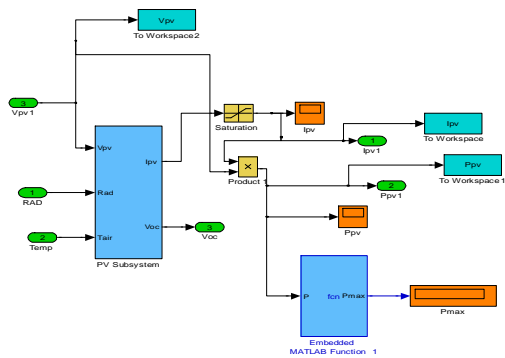 Vpv
To Workspace2
3
Vpv1
Saturation
Ipv
Ipv
To Workspace
1
Ipv1
Vpv
Ipv
Rad
Voc
Tair
PV Subsystem
1
RAD
2
Temp
3
Voc
×
Product 1
Ppv
To Workspace1
2
Ppv1
Ppv
P
fcn
Pmax
Embedded
MATLAB Function 1
Pmax